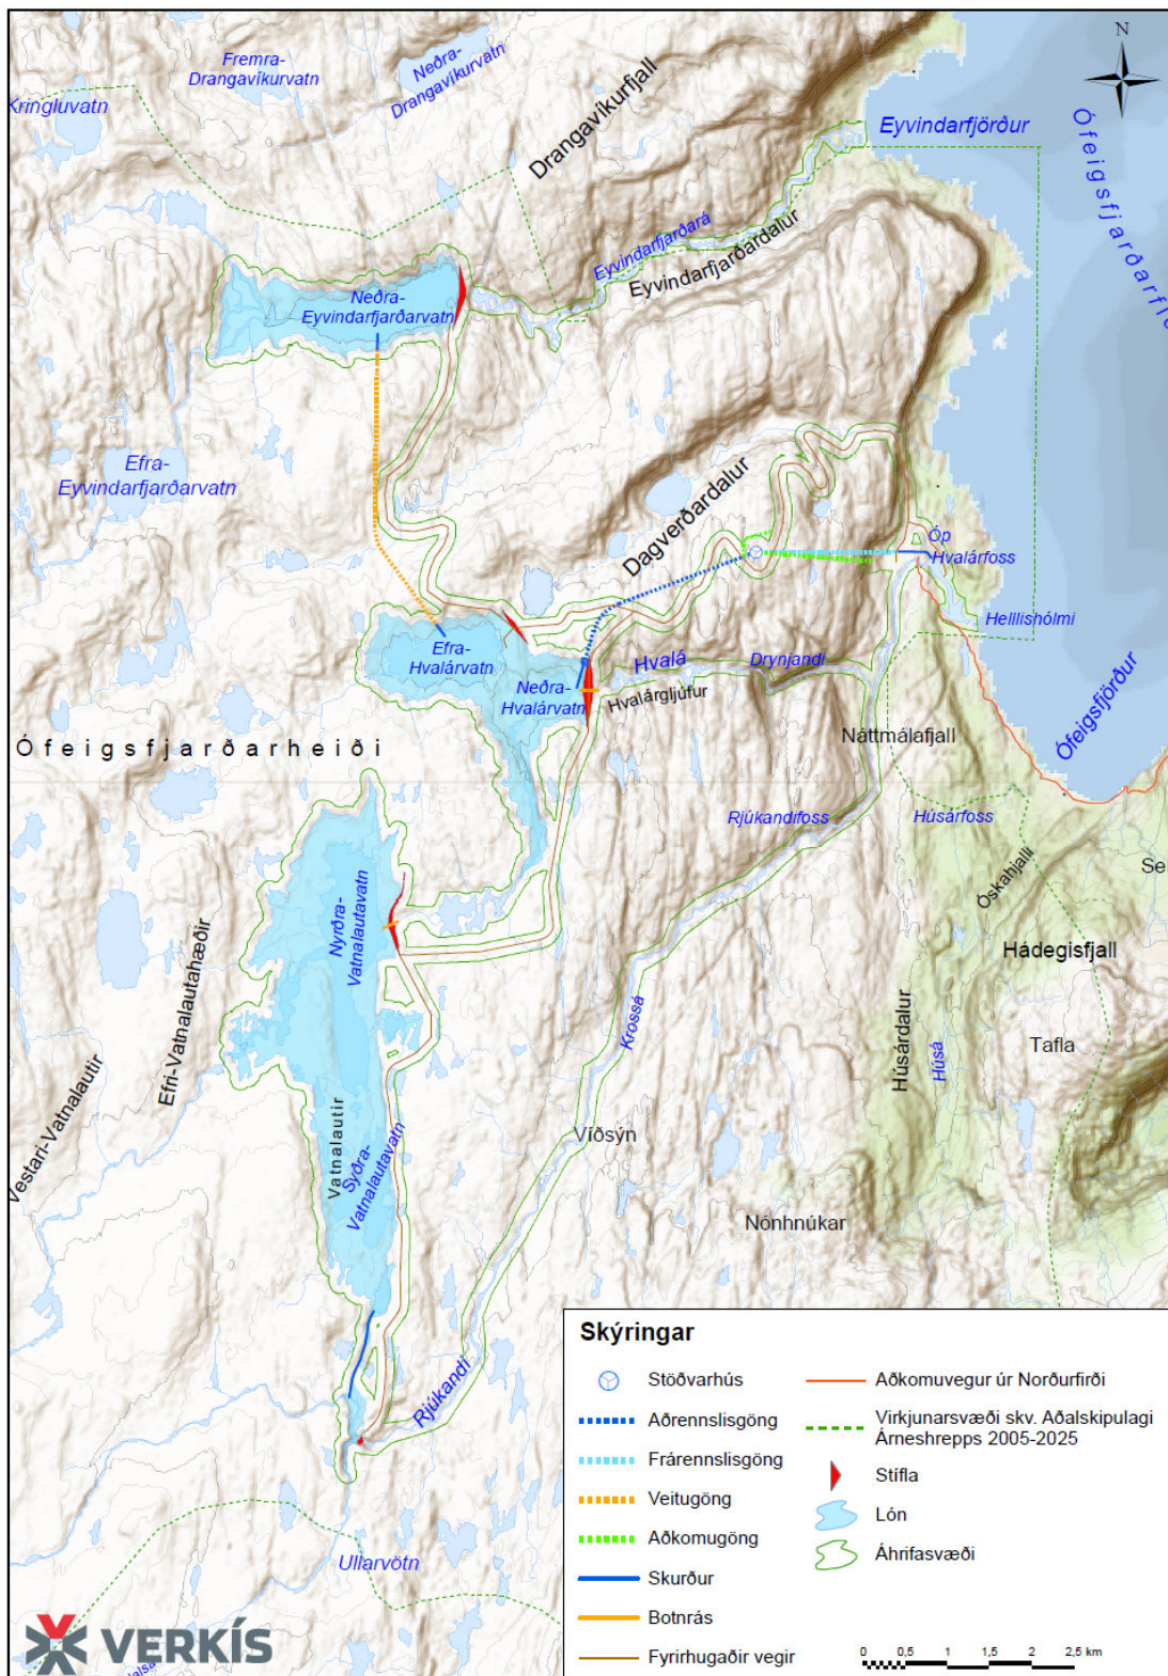 N
Fremra-
Drangavíkurvatn
Neðra-
Drangavíkurvatn
Kringluvatn
Drangavíkurfjall
Eyvindarfjörður
Eyvindarfjarðará
Eyvindarfjarðardalur
Neðra-
Eyvindarfjarðarvatn
Efra-
Eyvindarfjarðarvatn
Dagverðardalur
Óp
Hvalárfoss
Helllishólmi
Efra-
Hvalárvatn
Neðra-
Hvalárvatn
Hvalá
Drynjandi
Hvalárgljúfur
Ófeigsfjörður
Ófeigsfjarðarheiði
Náttmálafjall
Rjúkandifoss
Húsárfoss
Óskahjalli
Nyrðra-
Vatnalautavatn
Efri-Vatnalautahæðir
Hádegisfjall
Krossá
Húsárdalur
Húsá
Tafla
Vestari-Vatnalautir
Vatnalautir
Syðra-
Vatnalautavatn
Víðsýn
Nónhnúkar
Rjúkandi
Ullarvötn
Skýringar
Stöðvarhús
Aðrennslisgöng
Frárennslisgöng
Veitugöng
Aðkomugöng
Skurður
Botnrás
Fyrirhugaðir vegir
Aðkomuvegur úr Norðurfirði
Virkjunarsvæði skv. Aðalskipulagi
Árneshrepps 2005-2025
Stífla
Lón
Áhrifasvæði
0 0,5 1 1,5 2 2,5 km
VERKÍS